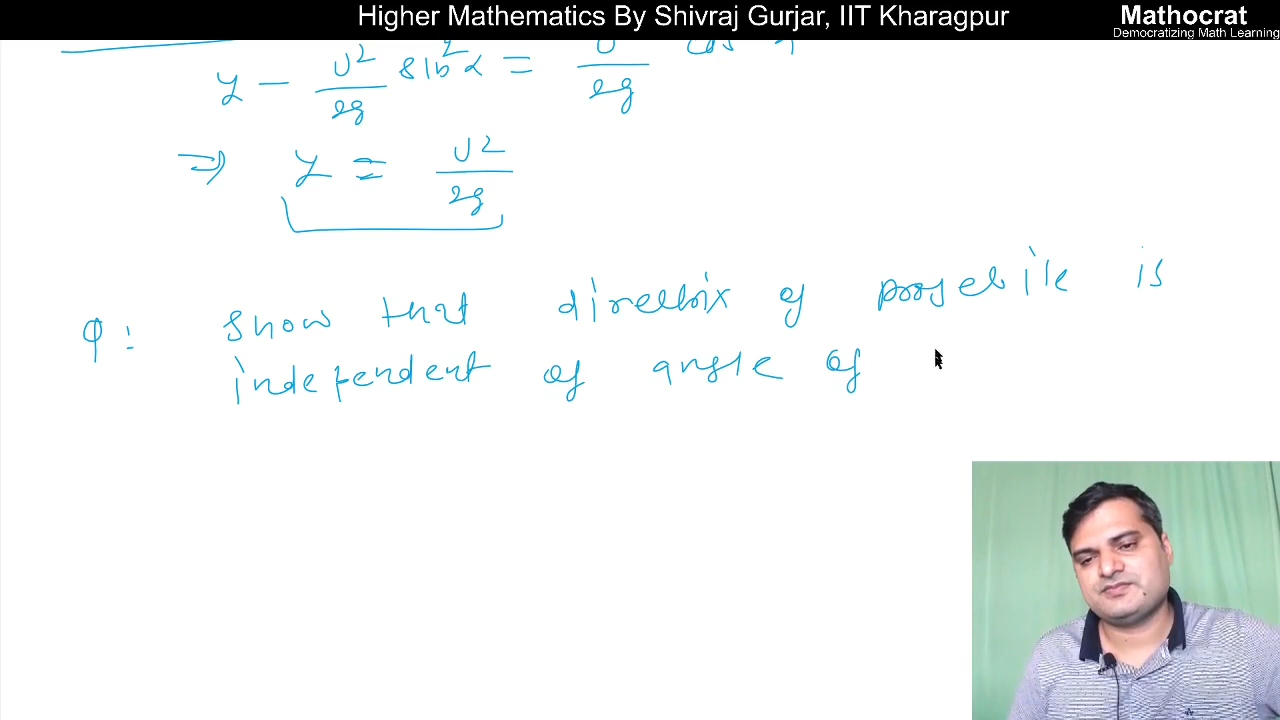 Higher Mathematics By Shivraj Gurjar, IIT Kharagpur
Mathocrat
Democratizing Math Learning
y - u²/2g sin²α = u²/2g cos
⇒ y = u²/2g
Q: Show that directrix of projectile is
independent of angle of